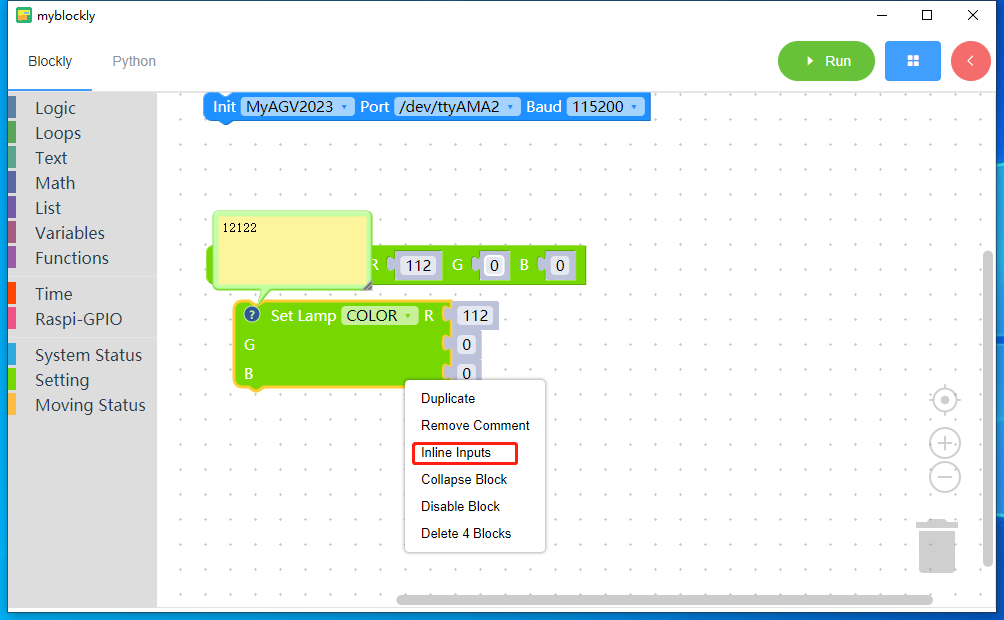 myblockly
Blockly
Python
Run
Logic
Loops
Text
Math
List
Variables
Functions
Time
Raspi-GPIO
System Status
Setting
Moving Status
Init MyAGV2023 Port /dev/ttyAMA2 Baud 115200
12122
R 112 G 0 B 0
? Set Lamp COLOR R 112
G 0
B 0
Duplicate
Remove Comment
Inline Inputs
Collapse Block
Disable Block
Delete 4 Blocks